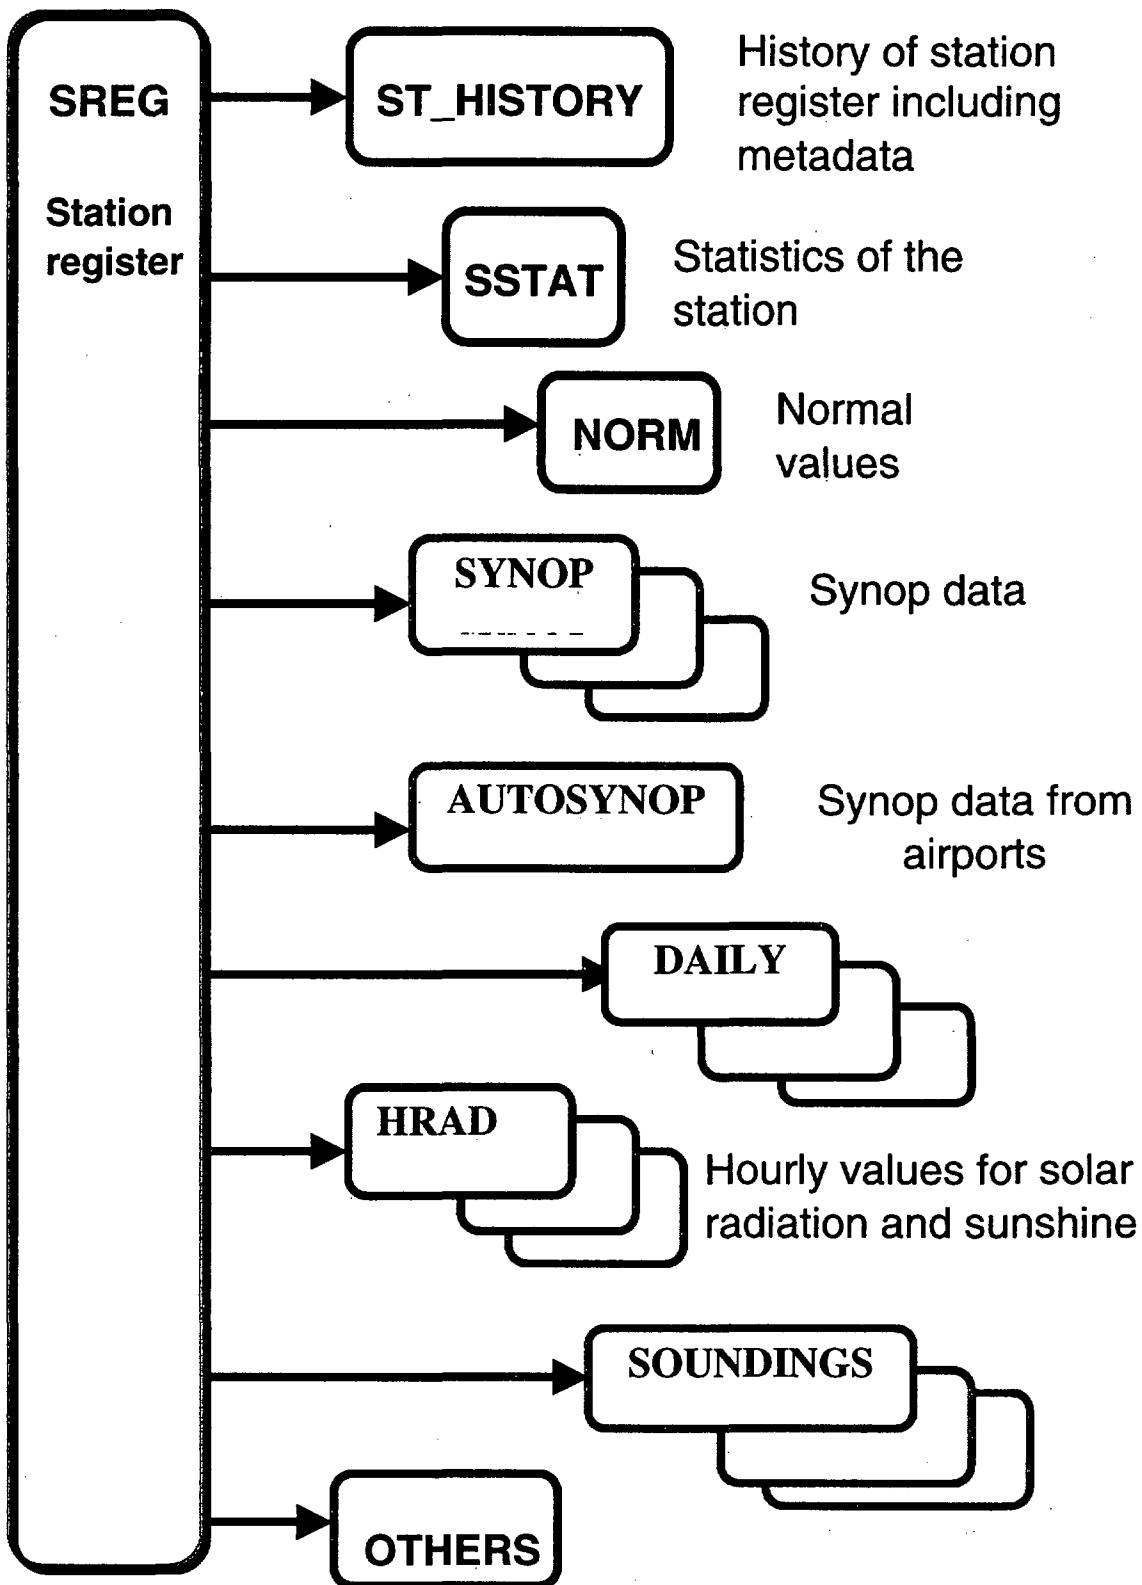 SREG
Station
register
ST_HISTORY
History of station
register including
metadata
SSTAT
Statistics of the
station
NORM
Normal
values
SYNOP
Synop data
AUTOSYNOP
Synop data from
airports
DAILY
HRAD
Hourly values for solar
radiation and sunshine
SOUNDINGS
OTHERS